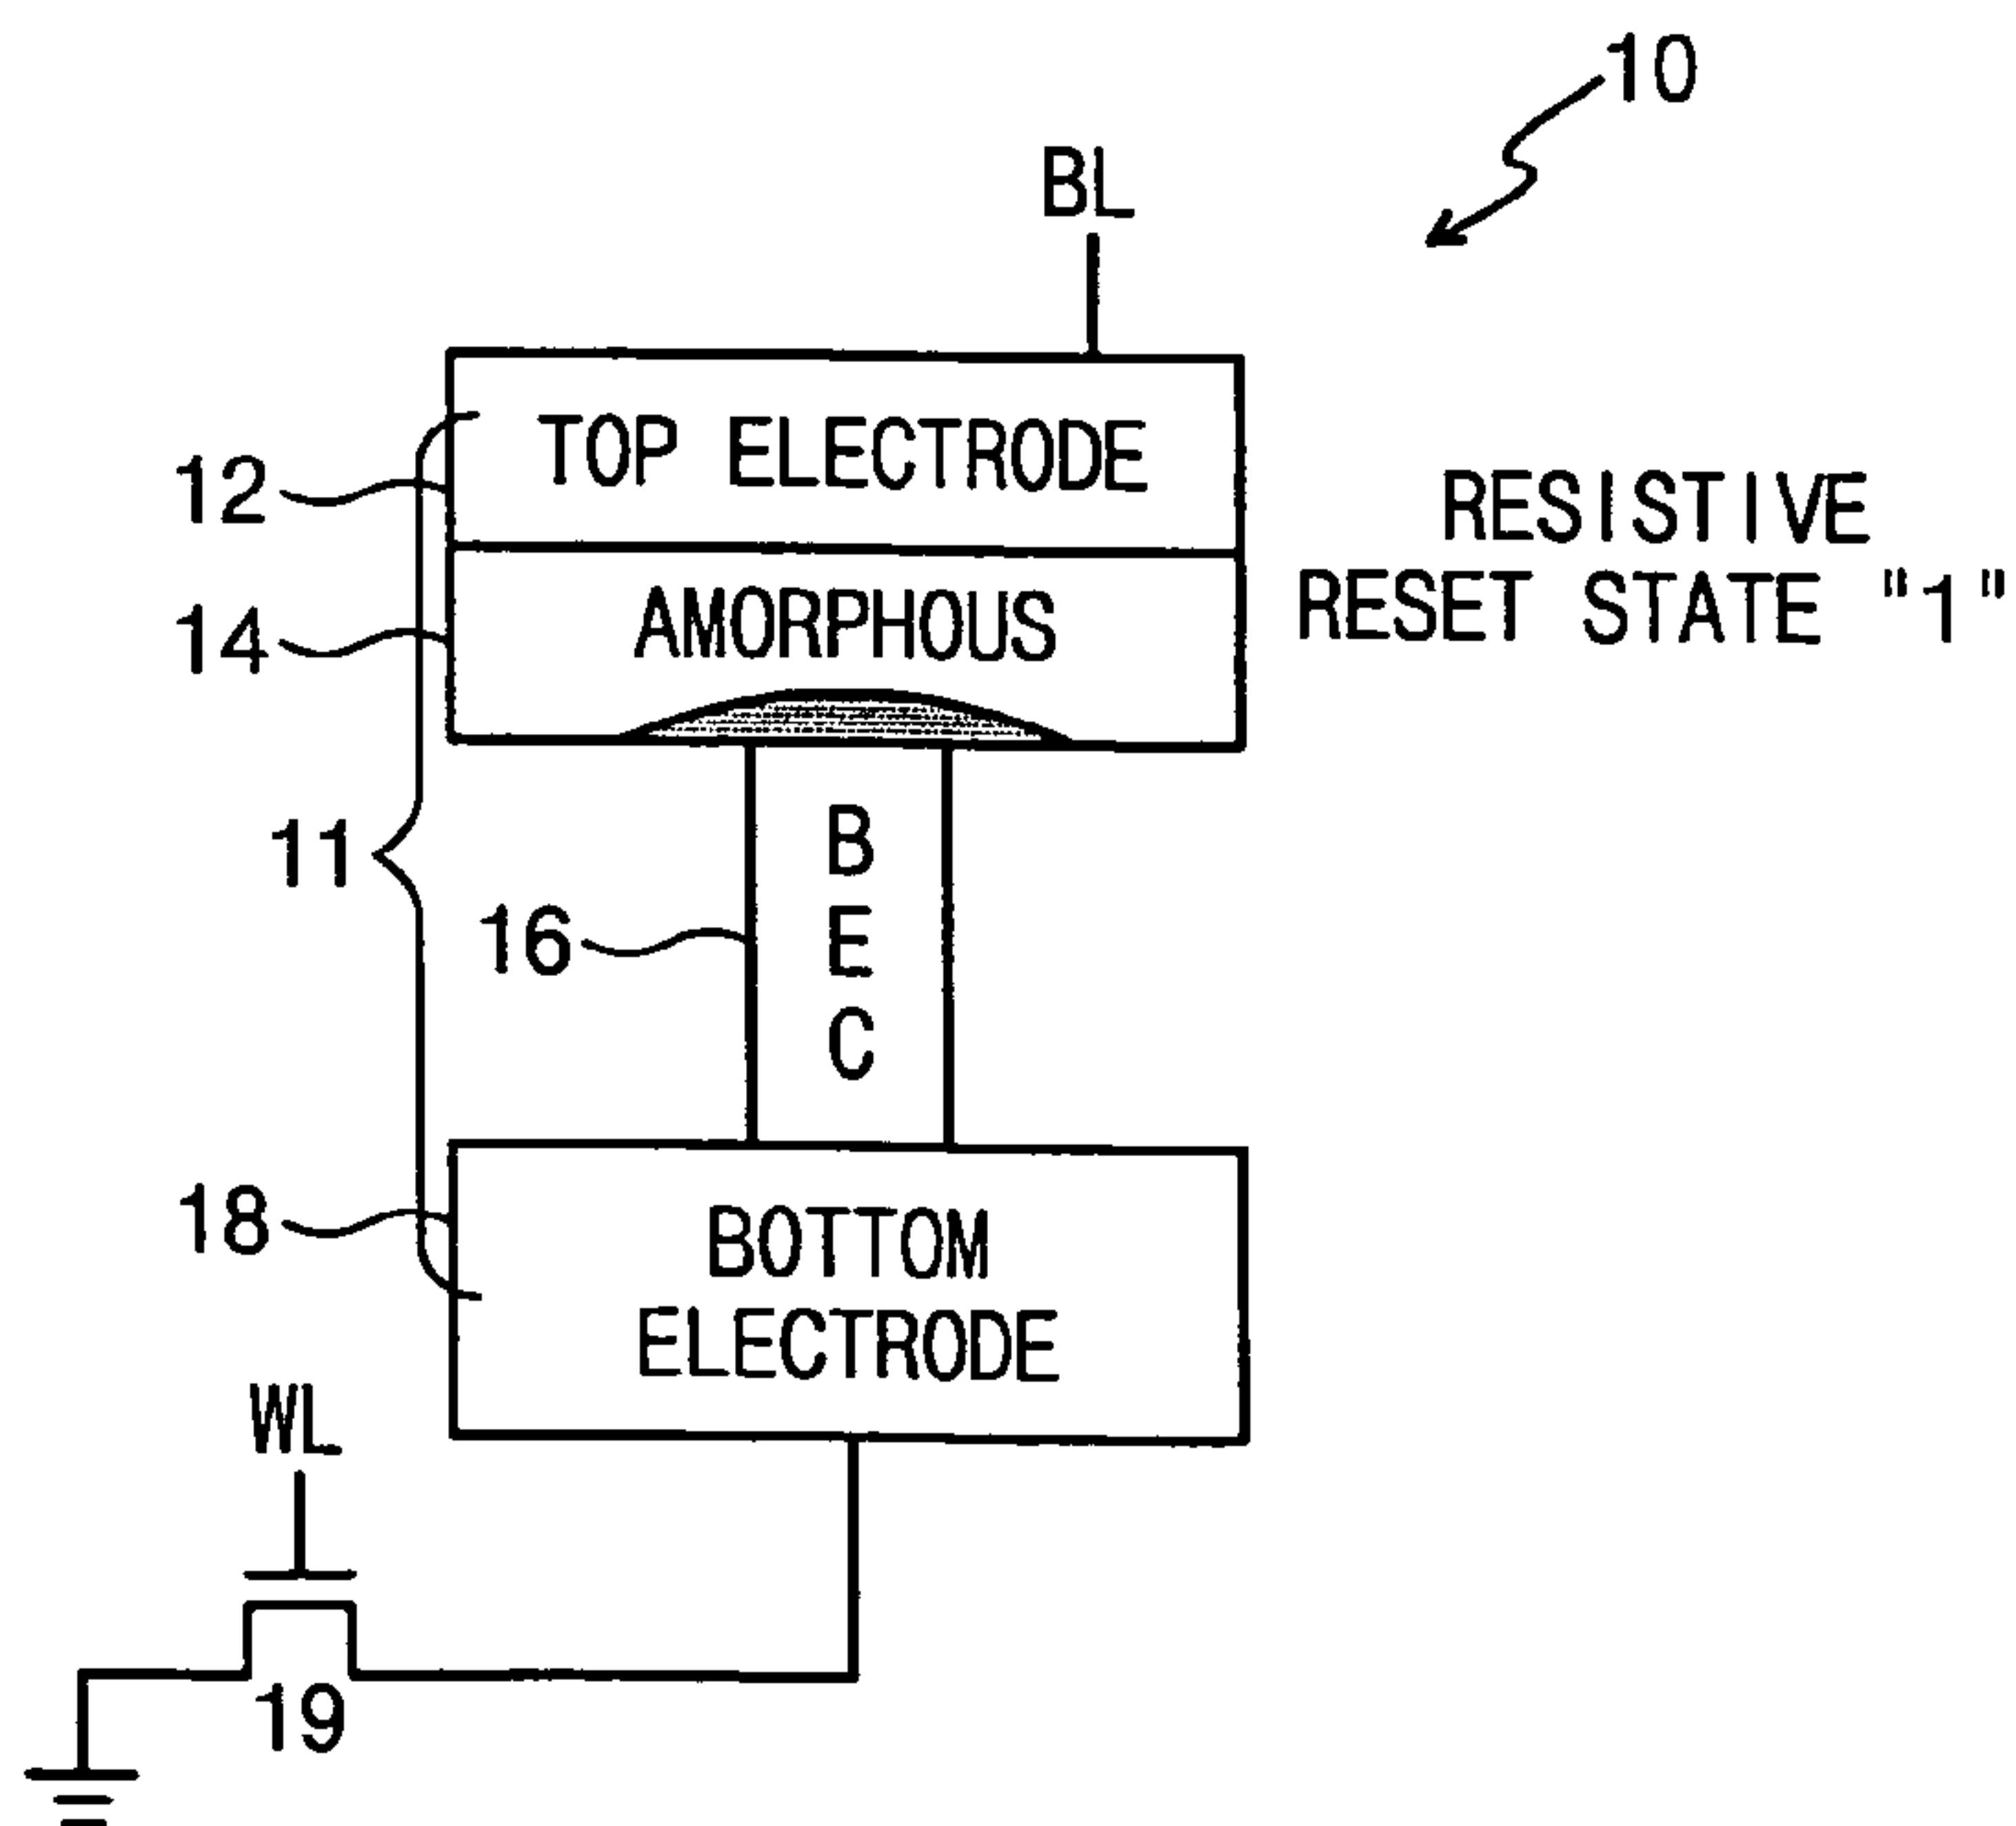 10
BL
TOP ELECTRODE
12
RESISTIVE
RESET STATE "1"
AMORPHOUS
14
11
B
E
C
16
18
BOTTOM
ELECTRODE
WL
19